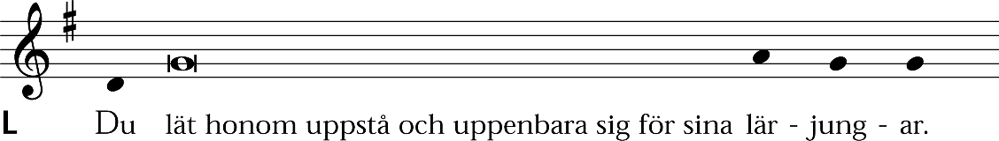 L Du lät honom uppstå och uppenbara sig för sina lär - jung - ar.